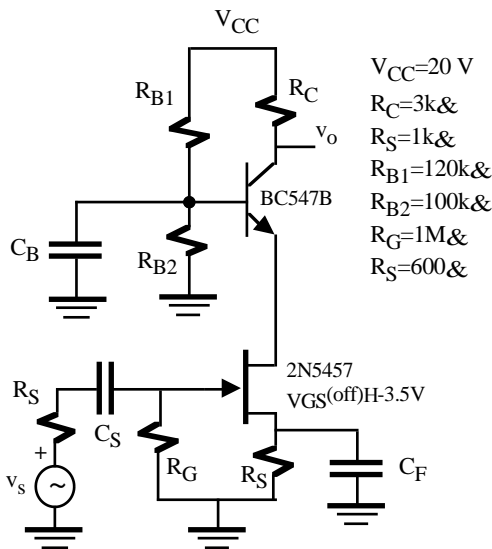 VCC
RB1
RC
vo
BC547B
CB
RB2
RS
CS
+
vs
RG
RS
2N5457
VGS(off)H-3.5V
CF
VCC=20 V
RC=3k&
RS=1k&
RB1=120k&
RB2=100k&
RG=1M&
RS=600&